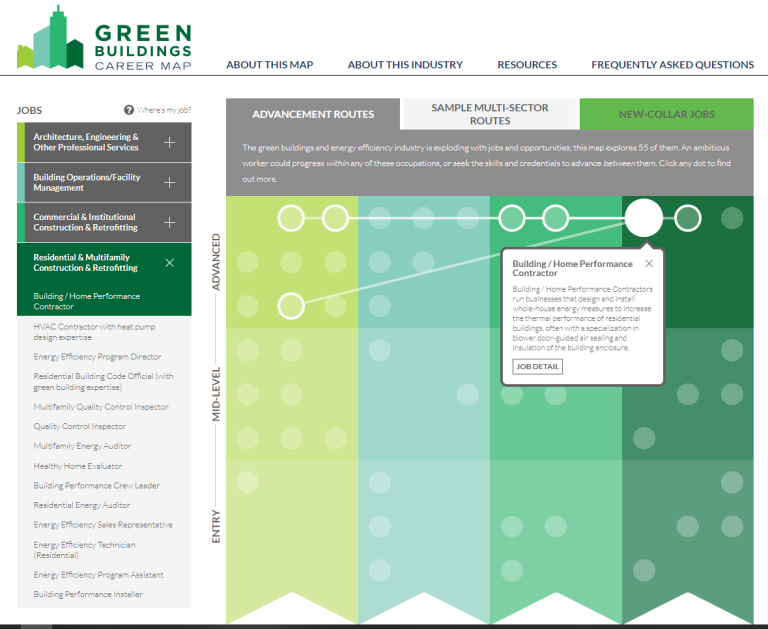 GREEN
BUILDINGS
CAREER MAP
ABOUT THIS MAP
ABOUT THIS INDUSTRY
RESOURCES
FREQUENTLY ASKED QUESTIONS
JOBS
? Where's my job?
Architecture, Engineering &
Other Professional Services
Building Operations/Facility
Management
Commercial & Institutional
Construction & Retrofitting
Residential & Multifamily
Construction & Retrofitting
Building / Home Performance
Contractor
HVAC Contractor with heat pump
design expertise
Energy Efficiency Program Director
Residential Building Code Official (with
green building expertise)
Multifamily Quality Control Inspector
Quality Control Inspector
Multifamily Energy Auditor
Healthy Home Evaluator
Building Performance Crew Leader
Residential Energy Auditor
Energy Efficiency Sales Representative
Energy Efficiency Technician
(Residential)
Energy Efficiency Program Assistant
Building Performance Installer
ADVANCEMENT ROUTES
SAMPLE MULTI-SECTOR
ROUTES
NEW-COLLAR JOBS
The green buildings and energy efficiency industry is exploding with jobs and opportunities; this map explores 55 of them. An ambitious
worker could progress within any of these occupations, or seek the skills and credentials to advance between them. Click any dot to find
out more.
ADVANCED
MID-LEVEL
ENTRY
Building / Home Performance
Contractor
Building / Home Performance Contractors
run businesses that design and install
whole-house energy measures to increase
the thermal performance of residential
buildings, often with a specialization in
blower door-guided air sealing and
insulation of the building enclosure.
JOB DETAIL